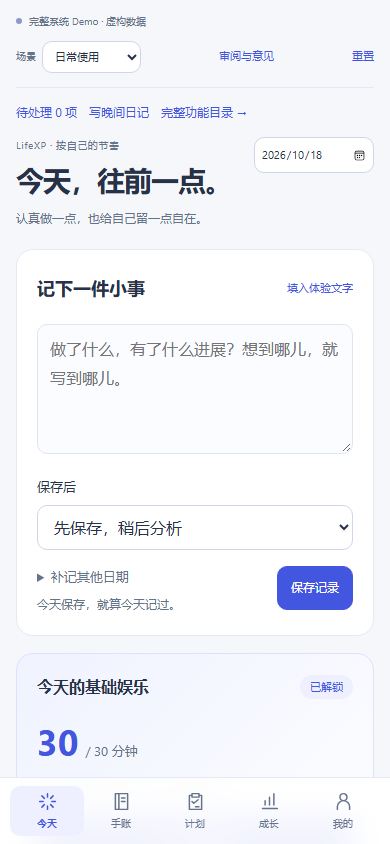 完整系统 Demo · 虚构数据
场景
日常使用
审阅与意见
重置
待处理 0 项
写晚间日记
完整功能目录 →
LifeXP · 按自己的节奏
2026/10/18
今天，往前一点。
认真做一点，也给自己留一点自在。
记下一件小事
填入体验文字
做了什么，有了什么进展？想到哪儿，就
写到哪儿。
保存后
先保存，稍后分析
补记其他日期
今天保存，就算今天记过。
保存记录
今天的基础娱乐
已解锁
30 / 30 分钟
今天
手账
计划
成长
我的